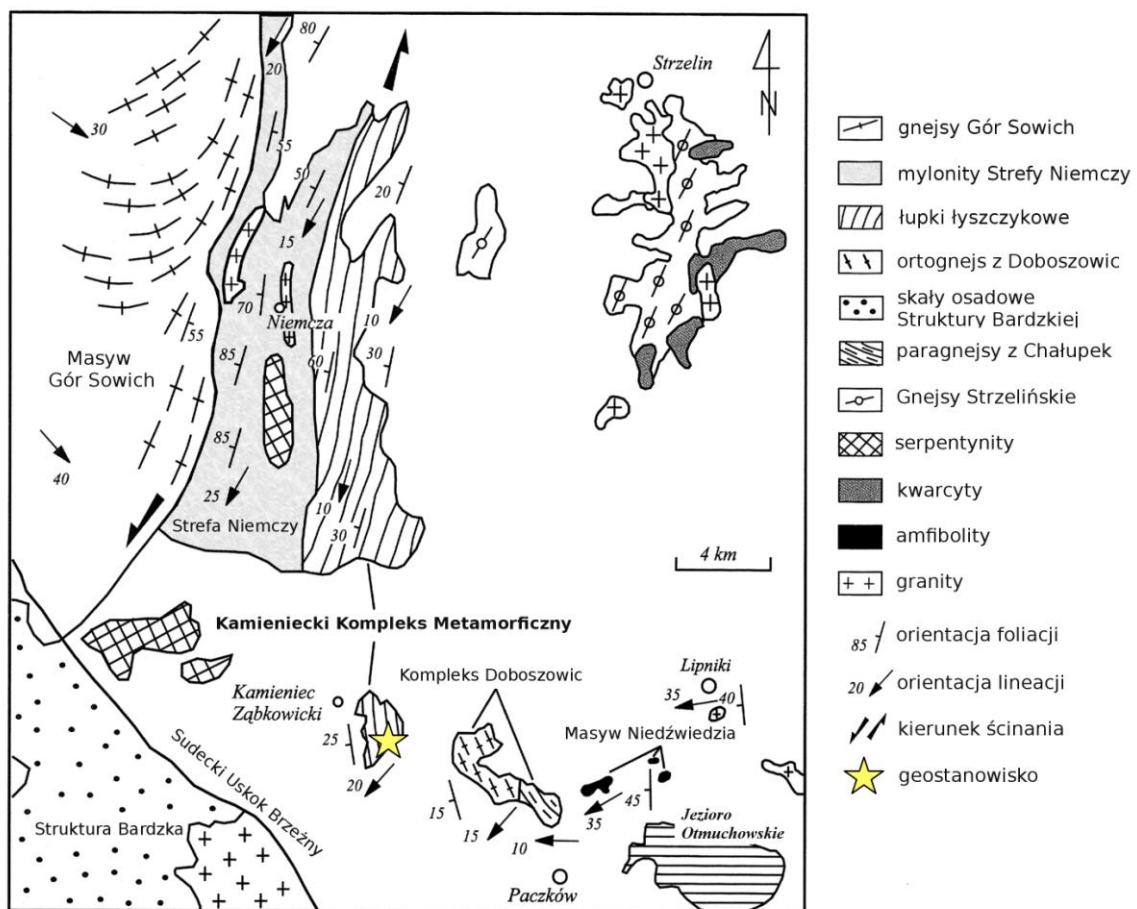 80
20
Strzelin
N
30
55
50
20
15
70
Niemcza
10
55
Masyw
Gór Sowich
85
60
30
85
40
25
10
Strefa Niemczy
30
4 km
Kamieniecki Kompleks Metamorficzny
Kompleks Doboszowic
Lipniki
35
40
Kamieniec
Ząbkowicki
Masyw Niedźwiedzia
25
20
Sudecki Uskok Brzeżny
15
15
45
35
10
Struktura Bardzka
Jezioro
Otmuchowskie
Paczków
gnejsy Gór Sowich
mylonity Strefy Niemczy
łupki łyszczykowe
ortognejs z Doboszowic
skały osadowe
Struktury Bardzkiej
paragnejsy z Chałupek
Gnejsy Strzelińskie
serpentynity
kwarcyty
amfibolity
granity
85
orientacja foliacji
20
orientacja lineacji
kierunek ścinania
geostanowisko